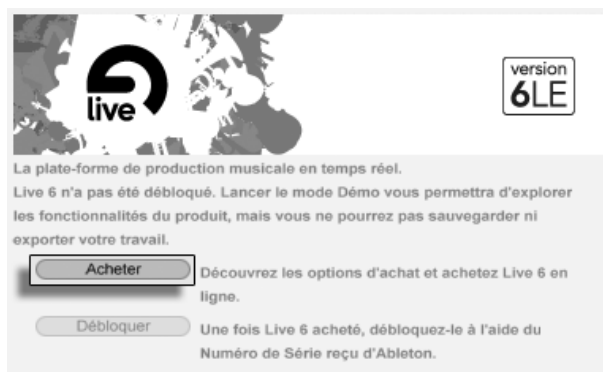 live
version
6LE
La plate-forme de production musicale en temps réel.
Live 6 n'a pas été débloqué. Lancer le mode Démo vous permettra d'explorer
les fonctionnalités du produit, mais vous ne pourrez pas sauvegarder ni
exporter votre travail.
Acheter
Découvrez les options d'achat et achetez Live 6 en
ligne.
Débloquer
Une fois Live 6 acheté, débloquez-le à l'aide du
Numéro de Série reçu d'Ableton.